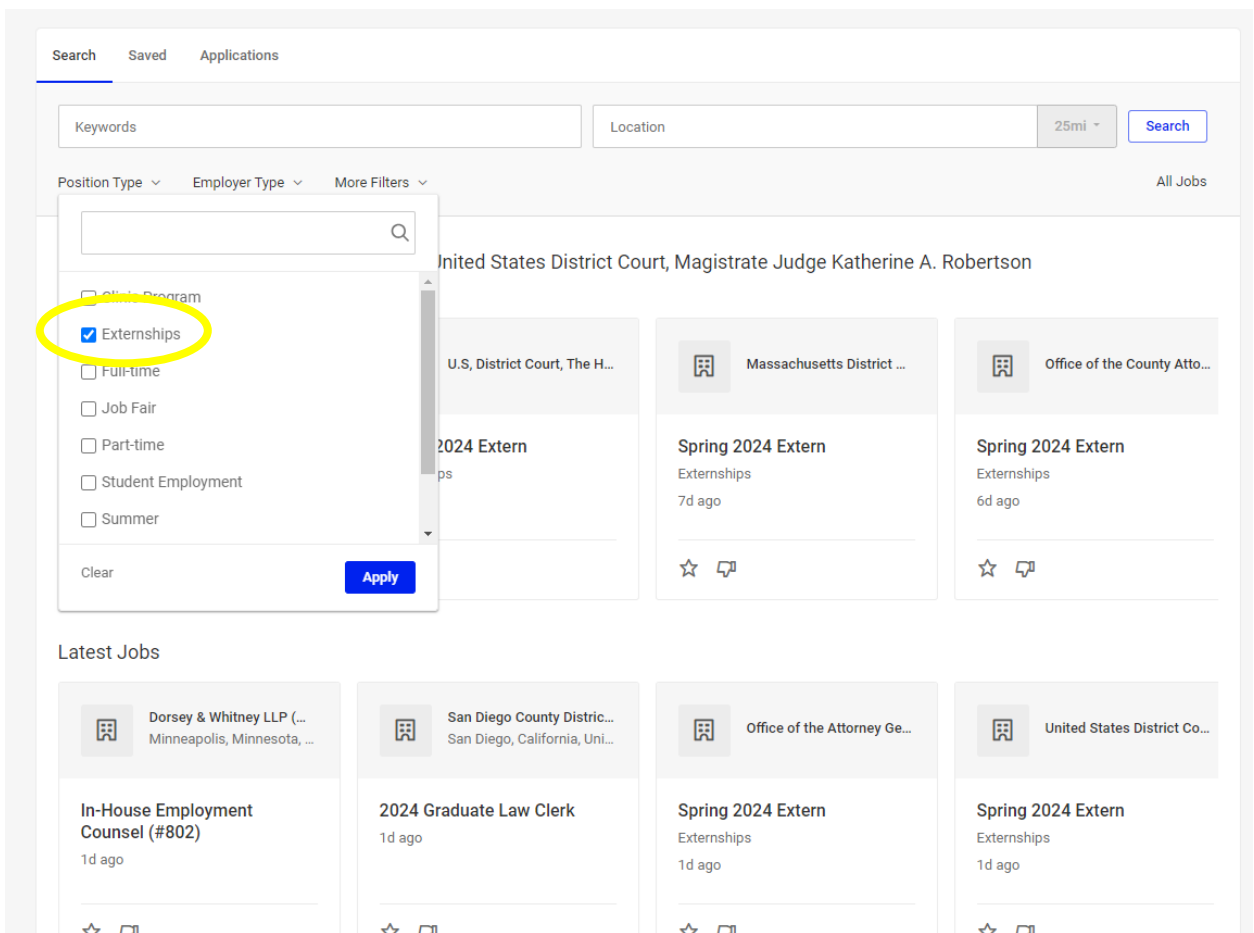 Search Saved Applications
Keywords Location 25mi Search
Position Type Employer Type More Filters All Jobs
United States District Court, Magistrate Judge Katherine A. Robertson
Clinic Program
Externships
Full-time
Job Fair
Part-time
Student Employment
Summer
Clear Apply
U.S, District Court, The H...
2024 Extern
ps
Massachusetts District ...
Spring 2024 Extern
Externships
7d ago
Office of the County Atto...
Spring 2024 Extern
Externships
6d ago
Latest Jobs
Dorsey & Whitney LLP (...
Minneapolis, Minnesota, ...
In-House Employment
Counsel (#802)
1d ago
San Diego County Distric...
San Diego, California, Uni...
2024 Graduate Law Clerk
1d ago
Office of the Attorney Ge...
Spring 2024 Extern
Externships
1d ago
United States District Co...
Spring 2024 Extern
Externships
1d ago